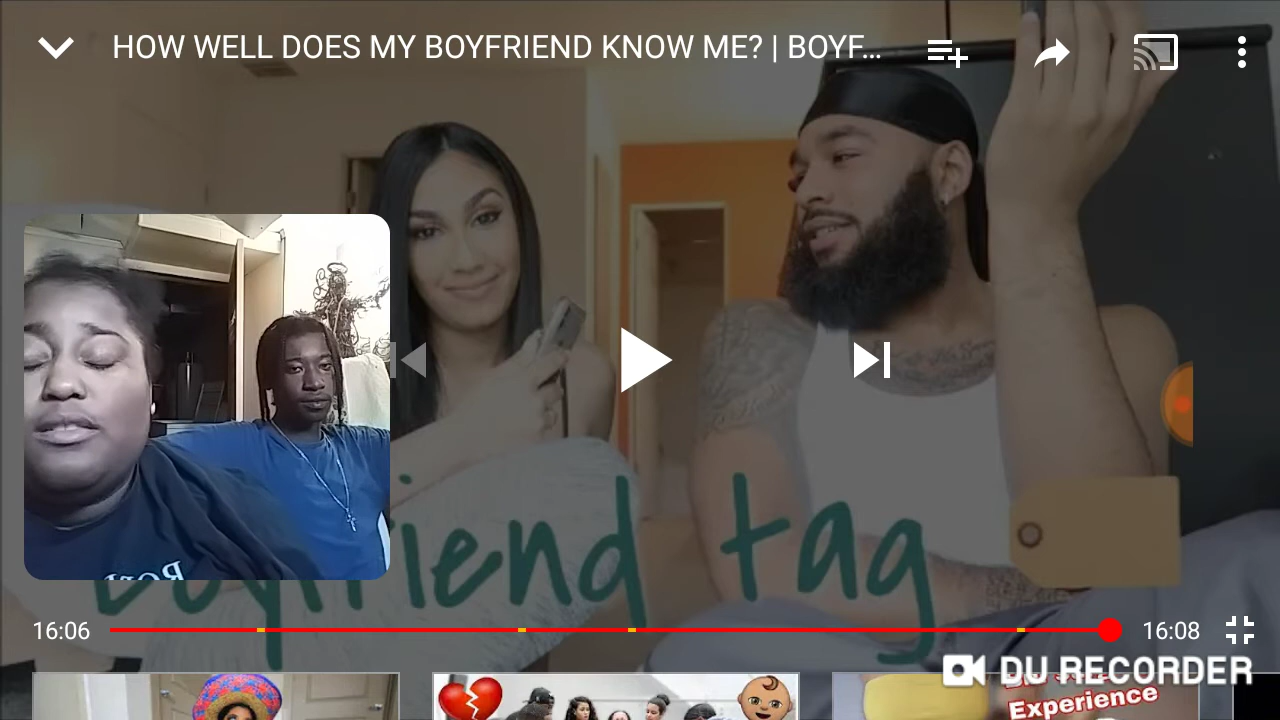 HOW WELL DOES MY BOYFRIEND KNOW ME? | BOYF...
boyfriend tag
16:06
16:08
DU RECORDER
Experience